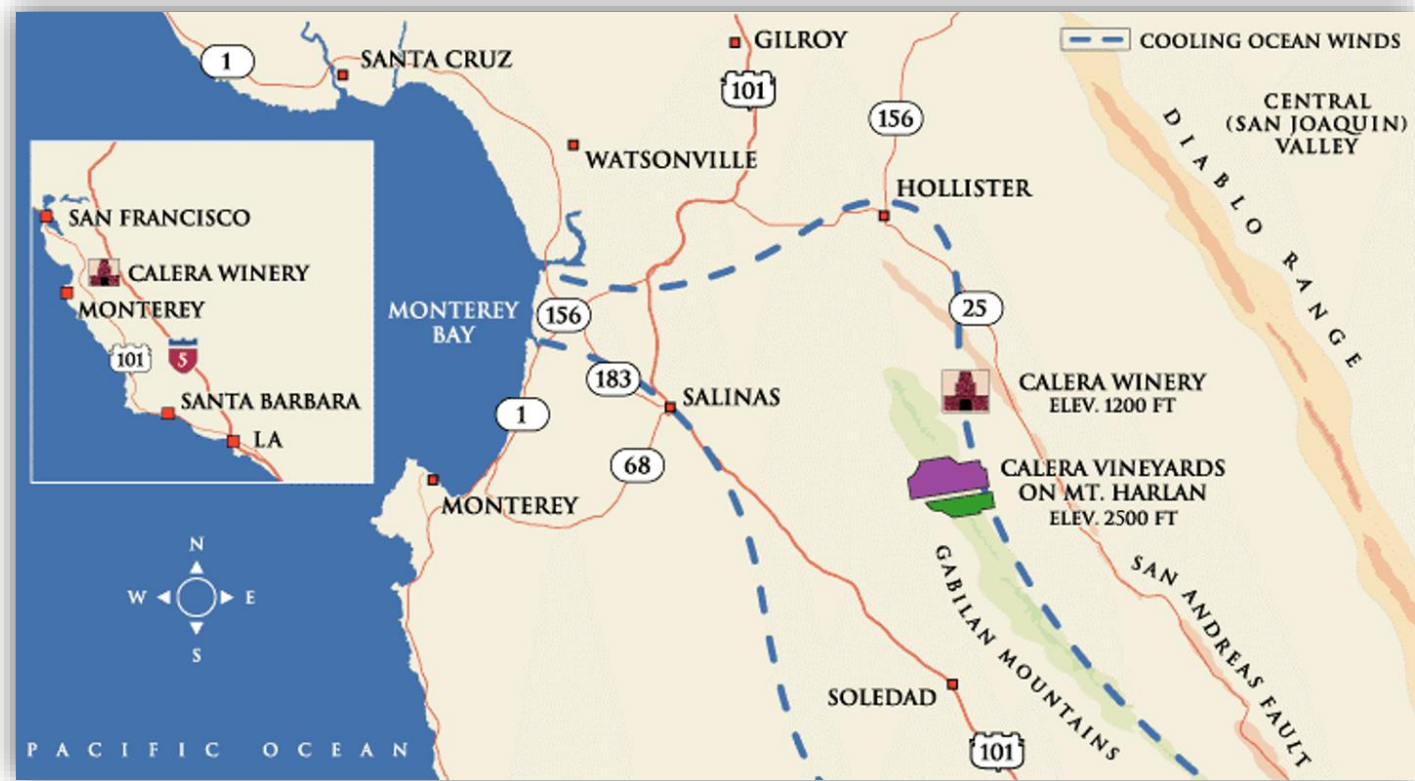 1
SANTA CRUZ
GILROY
COOLING OCEAN WINDS
101
156
CENTRAL
(SAN JOAQUIN)
VALLEY
DIABLO RANGE
WATSONVILLE
HOLLISTER
SAN FRANCISCO
CALERA WINERY
MONTEREY
101
5
SANTA BARBARA
LA
MONTEREY
BAY
156
25
183
SALINAS
CALERA WINERY
ELEV. 1200 FT
1
68
CALERA VINEYARDS
ON MT. HARLAN
ELEV. 2500 FT
MONTEREY
N
W E
S
GABILAN MOUNTAINS
SAN ANDREAS FAULT
SOLEDAD
101
PACIFIC OCEAN